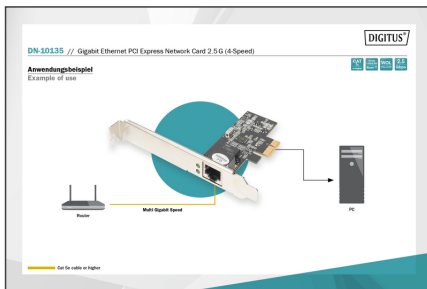 DIGITUS®
DN-10135 // Gigabit Ethernet PCI Express Network Card 2.5G (4-Speed)
Anwendungsbeispiel
Example of use
CAT
WOL
2.5
Gbps
Router
Multi Gigabit Speed
PC
Cat 5e cable or higher